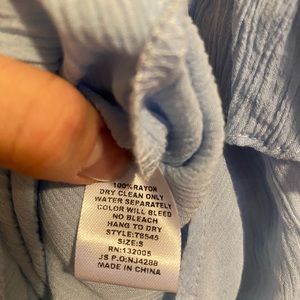 100%RAYON
DRY CLEAN ONLY
WATER SEPARATELY
COLOR WILL BLEED
NO BLEACH
HANG TO DRY
STYLE:T8545
SIZE:S
RN:132005
JS P.O:NJ4288
MADE IN CHINA